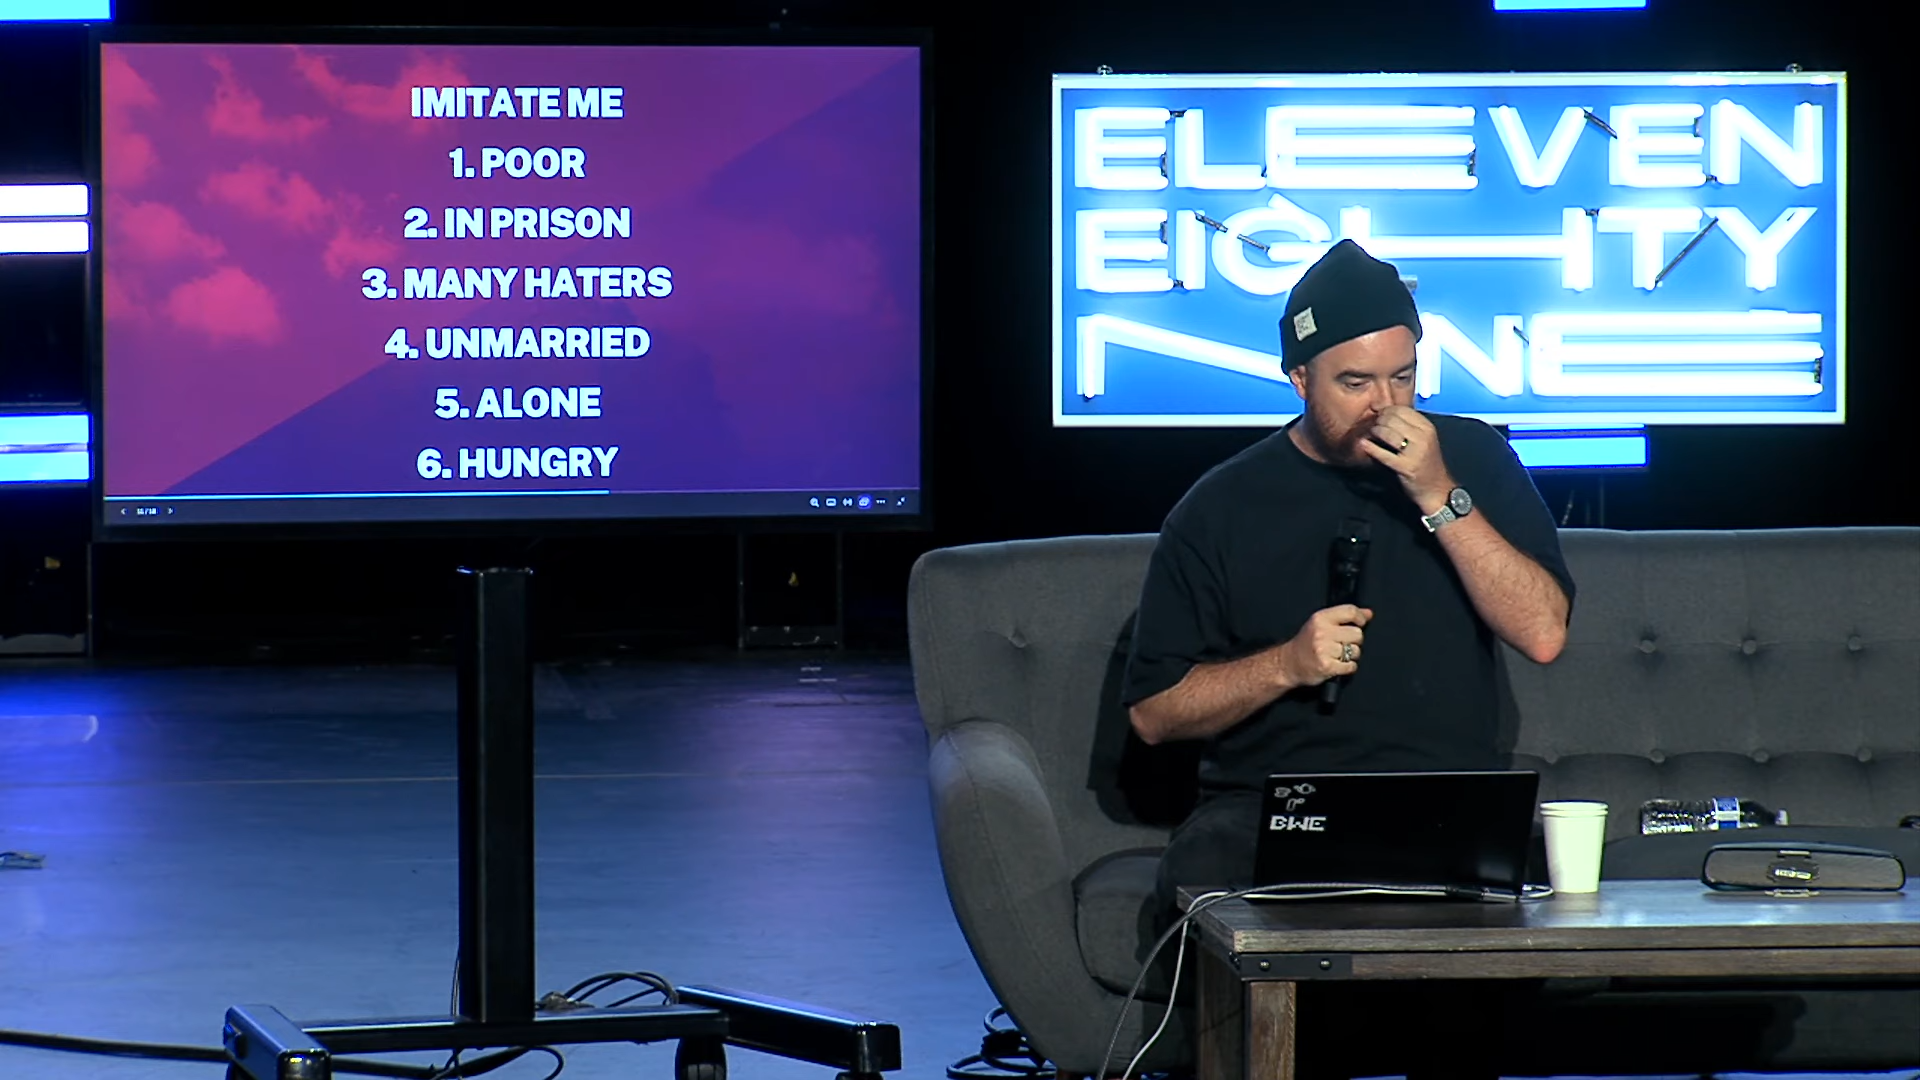 IMITATE ME
1. POOR
2. IN PRISON
3. MANY HATERS
4. UNMARRIED
5. ALONE
6. HUNGRY
ELEVEN
EIGHTY
NINE
BWE